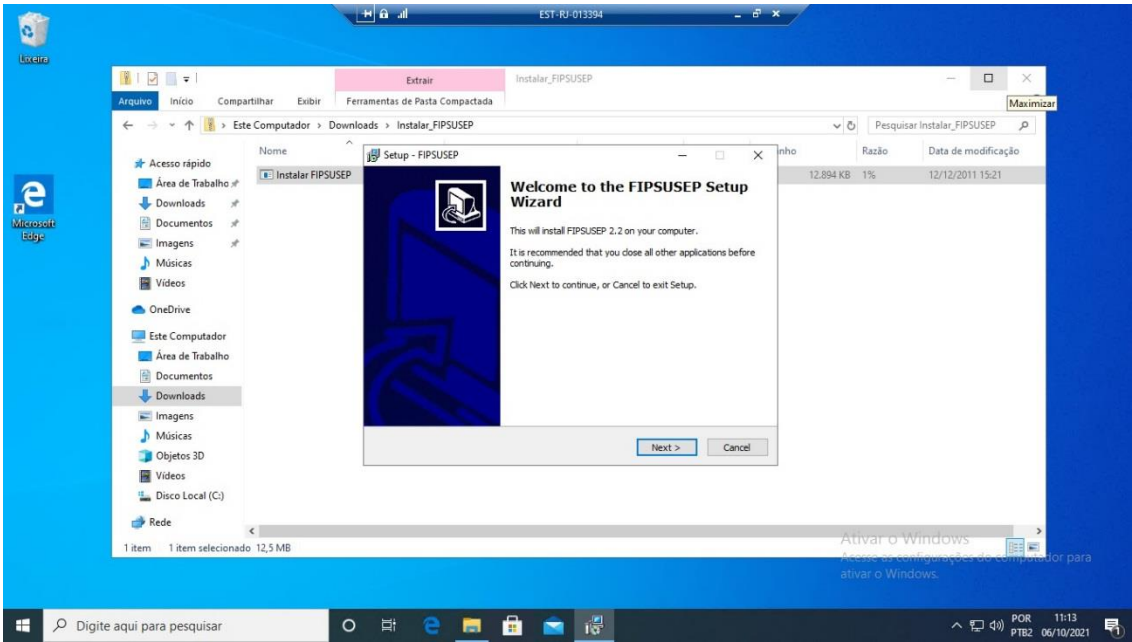 EST-RJ-013394
Lixeira
Extrair
Instalar_FIPSUSEP
Arquivo Início Compartilhar Exibir Ferramentas de Pasta Compactada
Maximizar
Este Computador > Downloads > Instalar_FIPSUSEP
Pesquisar Instalar_FIPSUSEP
Nome
nho
Razão
Data de modificação
Instalar FIPSUSEP
12.894 KB 1% 12/12/2011 15:21
Acesso rápido
Área de Trabalho
Downloads
Documentos
Imagens
Músicas
Vídeos
OneDrive
Este Computador
Área de Trabalho
Documentos
Downloads
Imagens
Músicas
Objetos 3D
Vídeos
Disco Local (C:)
Rede
1 item 1 item selecionado 12,5 MB
Microsoft
Edge
Setup - FIPSUSEP
Welcome to the FIPSUSEP Setup
Wizard
This will install FIPSUSEP 2.2 on your computer.
It is recommended that you close all other applications before
continuing.
Click Next to continue, or Cancel to exit Setup.
Next >
Cancel
Ativar o Windows
Acesse as configurações do computador para
ativar o Windows.
Digite aqui para pesquisar
POR
PTB2
11:13
06/10/2021
1